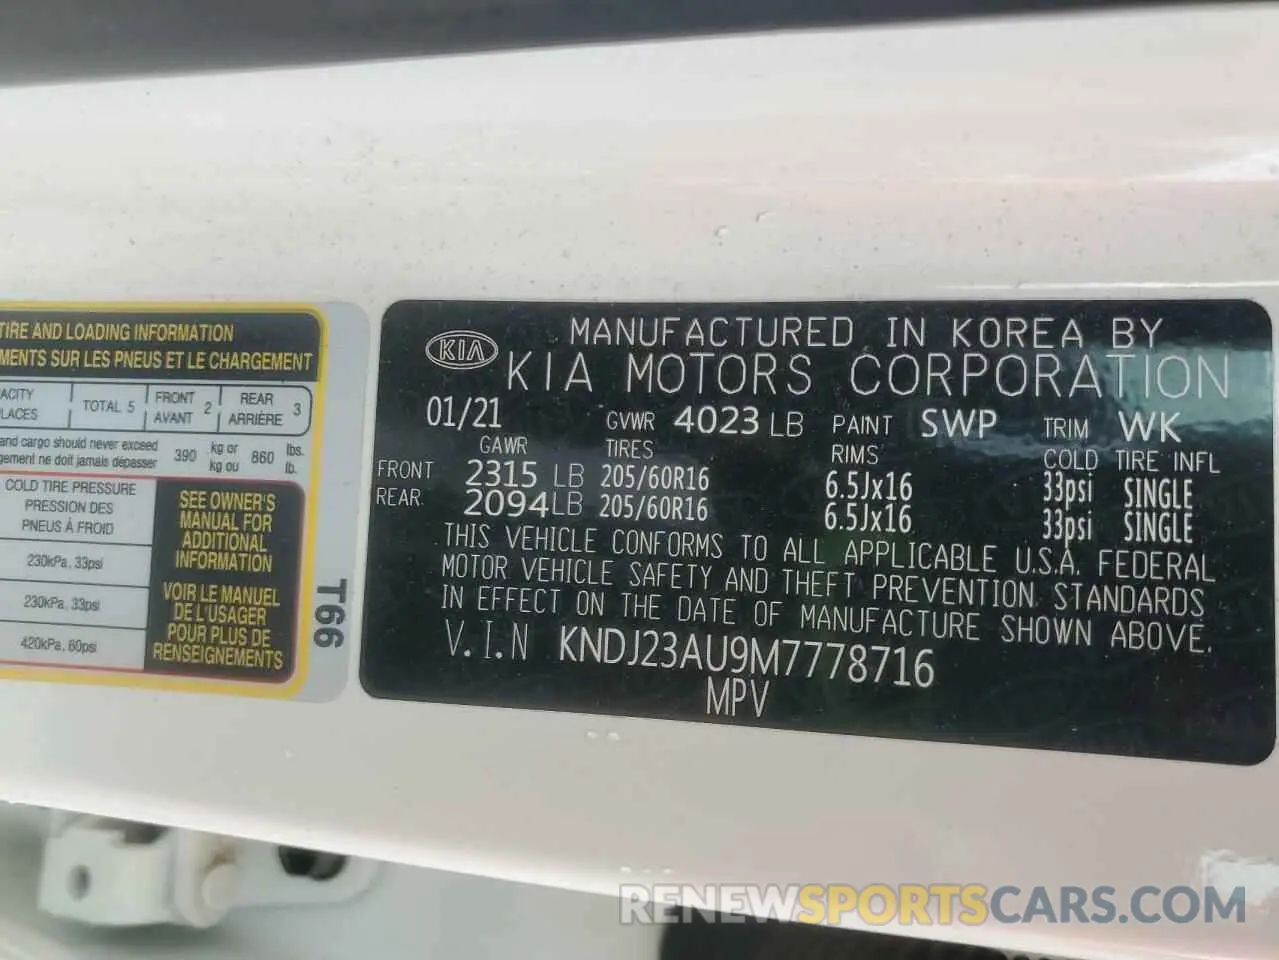 TIRE AND LOADING INFORMATION
MENTS SUR LES PNEUS ET LE CHARGEMENT
ACITY
PLACES
TOTAL 5
FRONT
AVANT
2
REAR
ARRIÈRE
3
and cargo should never exceed
gement ne doit jamais dépasser
390
kg or
kg ou
860
lbs.
lb.
COLD TIRE PRESSURE
PRESSION DES
PNEUS À FROID
230kPa, 33psi
230kPa, 33psi
420kPa, 60psi
SEE OWNER'S
MANUAL FOR
ADDITIONAL
INFORMATION
VOIR LE MANUEL
DE L'USAGER
POUR PLUS DE
RENSEIGNEMENTS
T66
KIA
MANUFACTURED IN KOREA BY
KIA MOTORS CORPORATION
01/21 GVWR 4023 LB PAINT SWP TRIM WK
GAWR TIRES RIMS COLD TIRE INFL
FRONT 2315 LB 205/60R16 6.5Jx16 33psi SINGLE
REAR 2094 LB 205/60R16 6.5Jx16 33psi SINGLE
THIS VEHICLE CONFORMS TO ALL APPLICABLE U.S.A. FEDERAL
MOTOR VEHICLE SAFETY AND THEFT PREVENTION STANDARDS
IN EFFECT ON THE DATE OF MANUFACTURE SHOWN ABOVE.
V.I.N KNDJ23AU9M7778716
MPV
RENEWSPORTSCARS.COM